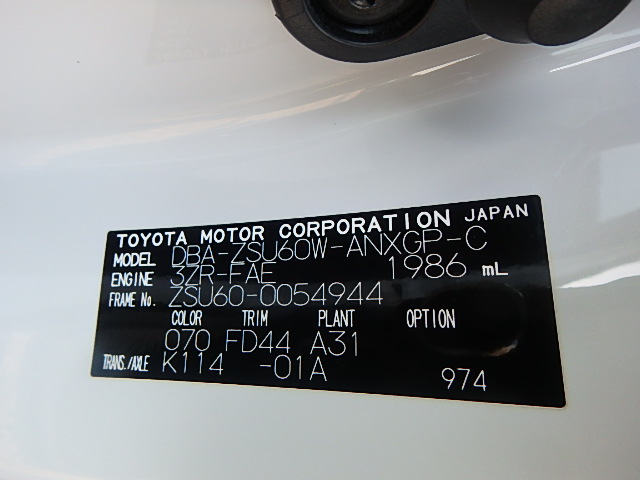 TOYOTA MOTOR CORPORATION JAPAN
MODEL DBA-ZSU60W-ANXGP-C
ENGINE 3ZR-FAE 1986 mL
FRAME No. ZSU60-0054944
COLOR TRIM PLANT OPTION
070 FD44 A31
TRANS./AXLE K114 -01A 974